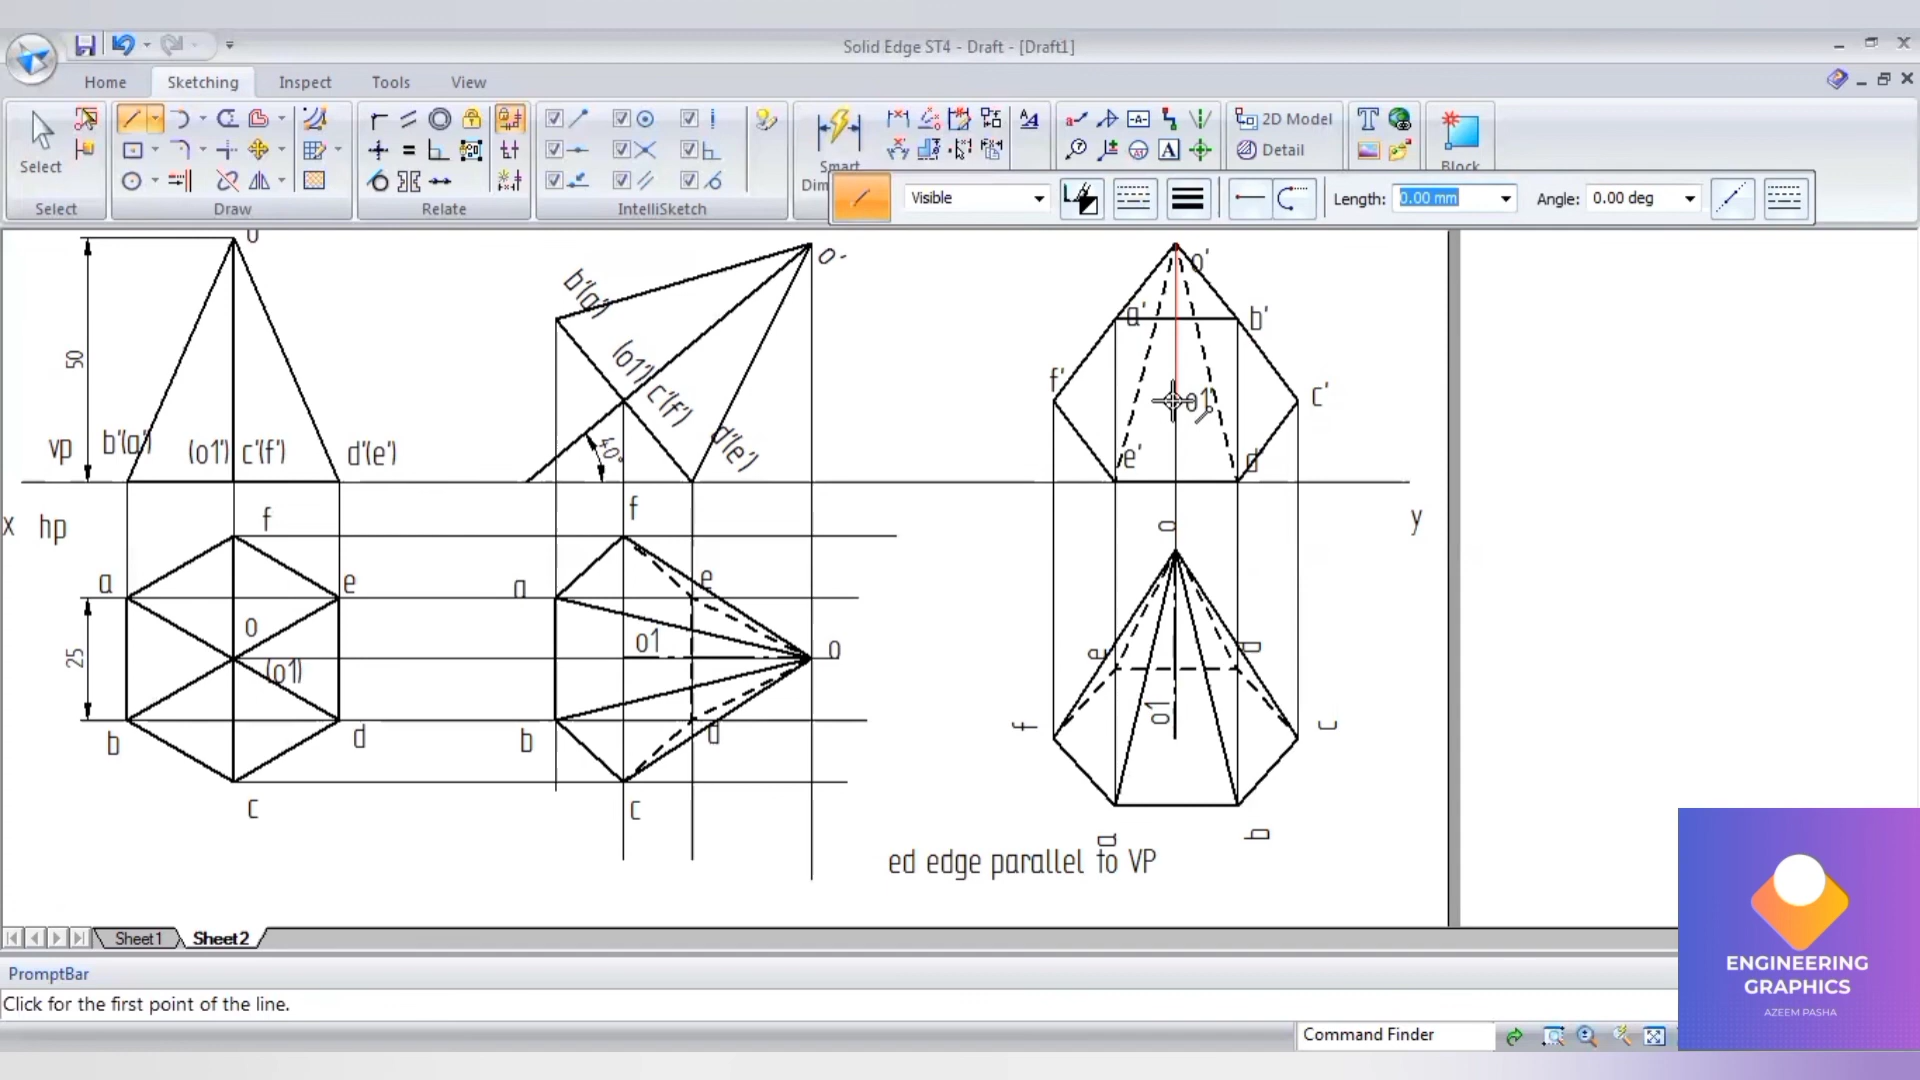 Solid Edge ST4 - Draft - [Draft1]
Home
Sketching
Inspect
Tools
View
Select
Smart
2D Model
Detail
Block
Select
Draw
Relate
IntelliSketch
Visible
Length:
0.00 mm
Angle:
0.00 deg
o'
o'
b'(a')
a'
b'
50
(o1')
f'
c'
c'(f')
o1'
vp
b'(a')
(o1')
c'(f')
d'(e')
40°
d'(e')
e'
d'
x
hp
f
f
o
y
a
e
a
e
o
o1
o
e
d
25
(o1)
b
d
b
d
f
o1
c
c
c
a
b
ed edge parallel to VP
Sheet1
Sheet2
PromptBar
Click for the first point of the line.
Command Finder
ENGINEERING
GRAPHICS
AZEEM PASHA